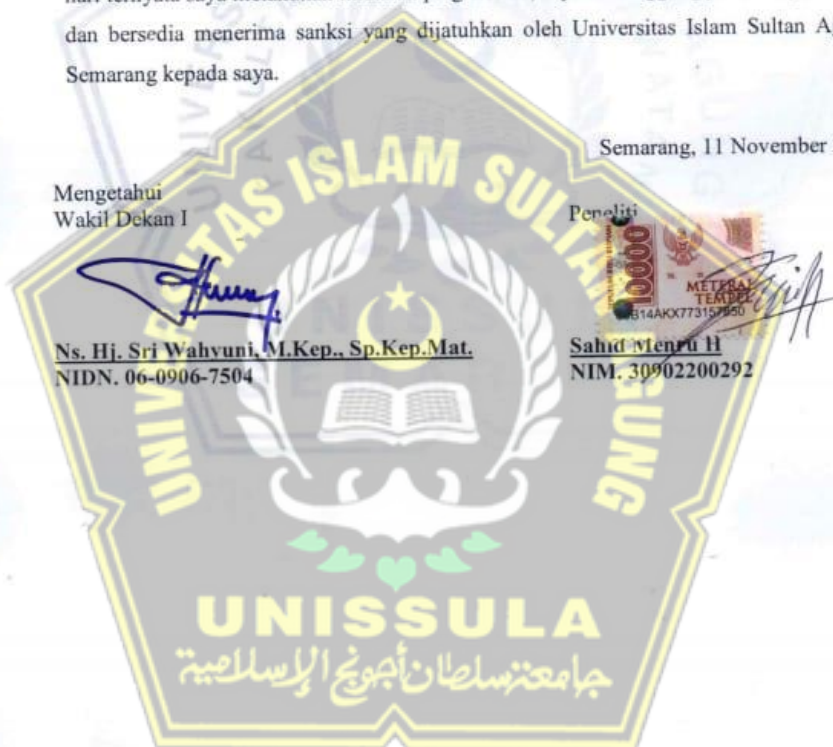 dan bersedia menerima sanksi yang dijatuhkan oleh Universitas Islam Sultan A
Semarang kepada saya.
Semarang, 11 November
Mengetahui
Wakil Dekan I
Peneliti
10000
METERAI
TEMPEL
Ns. Hj. Sri Wahyuni, M.Kep., Sp.Kep.Mat.
NIDN. 06-0906-7504
Sahid Menru H
NIM. 30902200292
UNIVERSITAS ISLAM SULTAN AGUNG
UNISSULA
جامعة سلطان أجونج الإسلامية